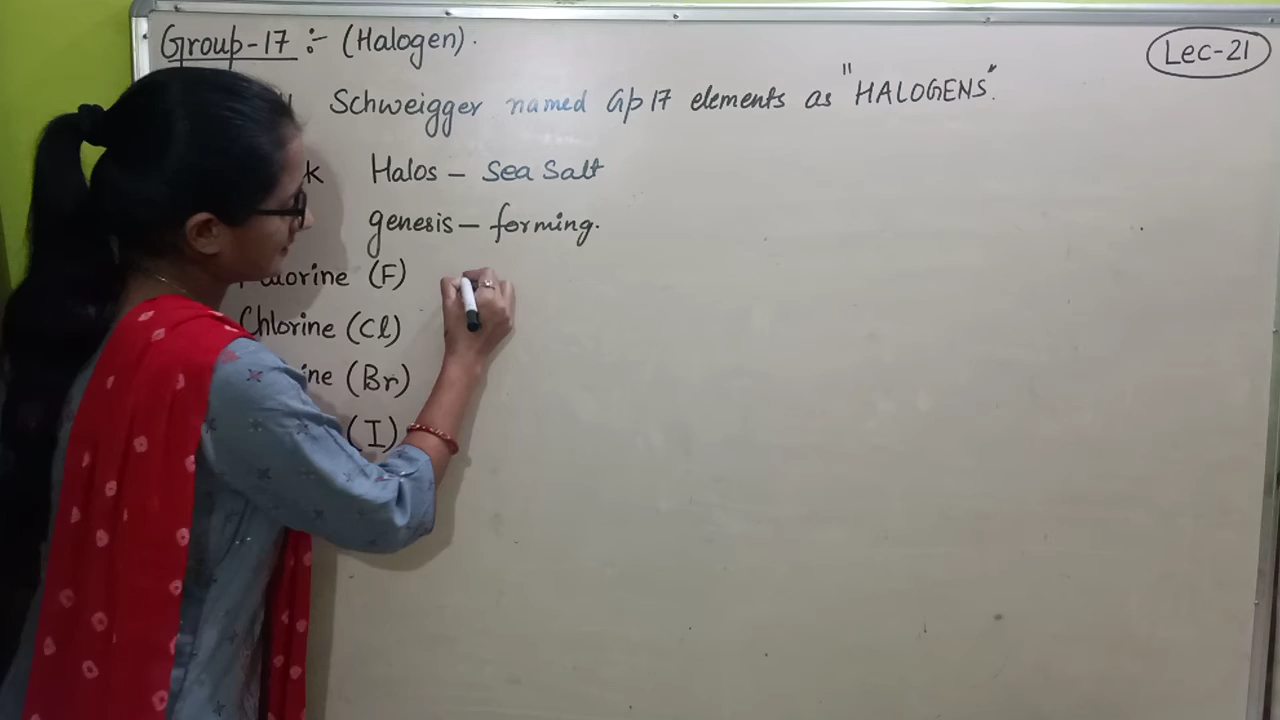 Group-17 :- (Halogen).
Lec-21
Schweigger named Gp 17 elements as "HALOGENS".
Halos - Sea Salt
genesis - forming.
(F)
Chlorine (Cl)
(Br)
(I)